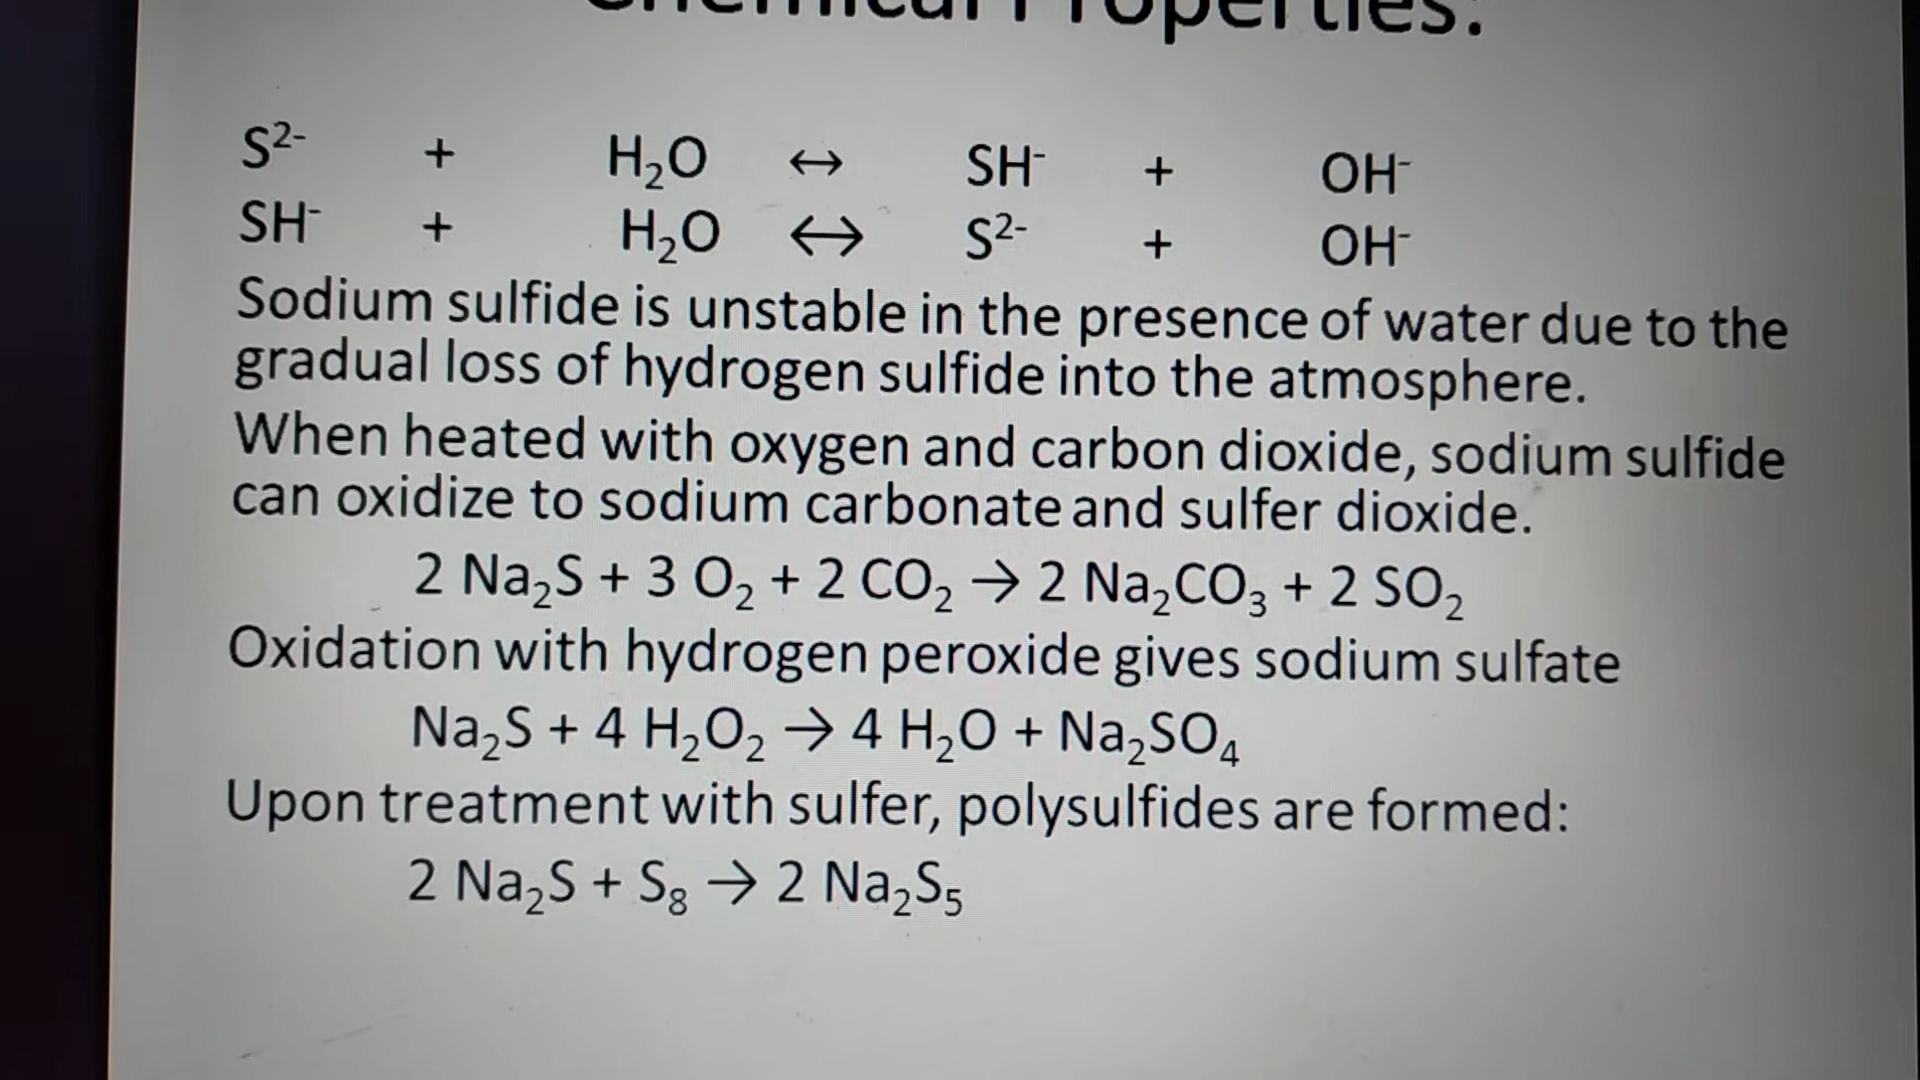 Chemical Properties:
S²⁻ + H₂O ↔ SH⁻ + OH⁻
SH⁻ + H₂O ↔ S²⁻ + OH⁻
Sodium sulfide is unstable in the presence of water due to the
gradual loss of hydrogen sulfide into the atmosphere.
When heated with oxygen and carbon dioxide, sodium sulfide
can oxidize to sodium carbonate and sulfer dioxide.
2 Na₂S + 3 O₂ + 2 CO₂ → 2 Na₂CO₃ + 2 SO₂
Oxidation with hydrogen peroxide gives sodium sulfate
Na₂S + 4 H₂O₂ → 4 H₂O + Na₂SO₄
Upon treatment with sulfer, polysulfides are formed:
2 Na₂S + S₈ → 2 Na₂S₅